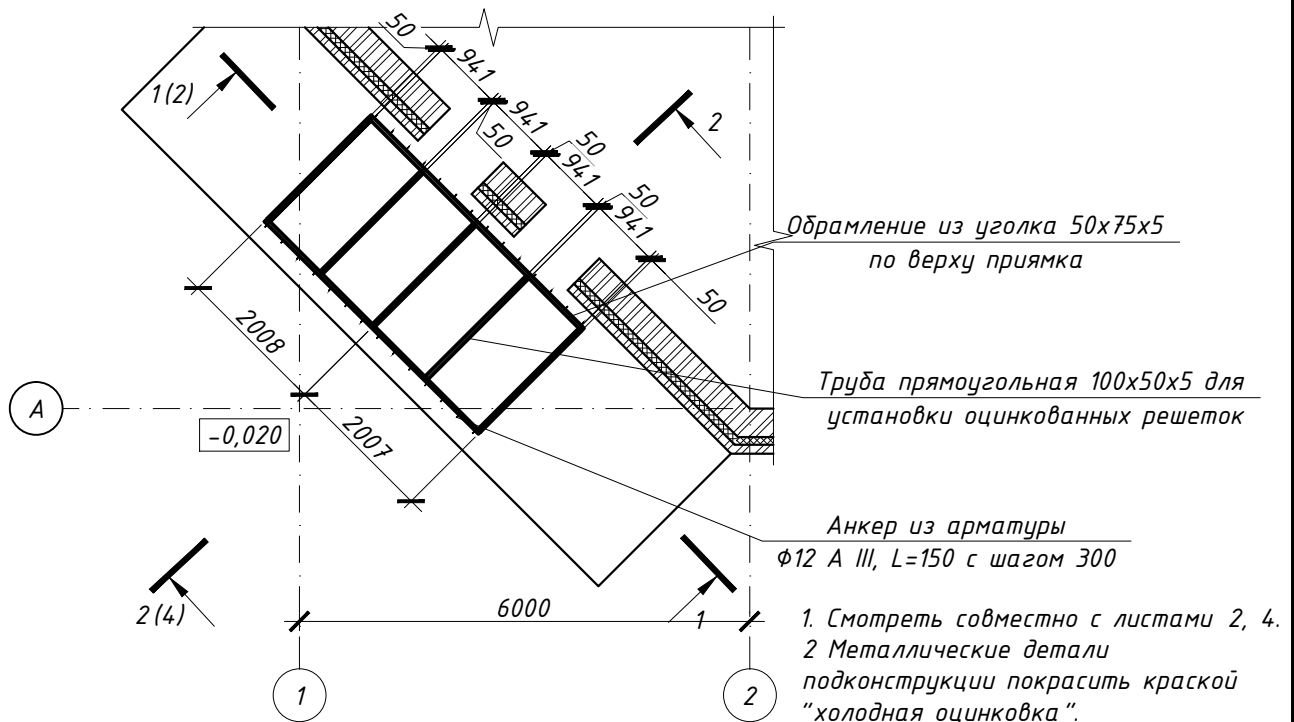 50
941
1(2)
50
941
2
50
941
50
941
Обрамление из уголка 50х75х5
по верху приямка
50
2008
Труба прямоугольная 100х50х5 для
установки оцинкованных решеток
А
-0,020
2007
Анкер из арматуры
Ф12 А III, L=150 с шагом 300
2(4)
6000
1
1. Смотреть совместно с листами 2, 4.
2 Металлические детали
подконструкции покрасить краской
"холодная оцинковка".
1
2